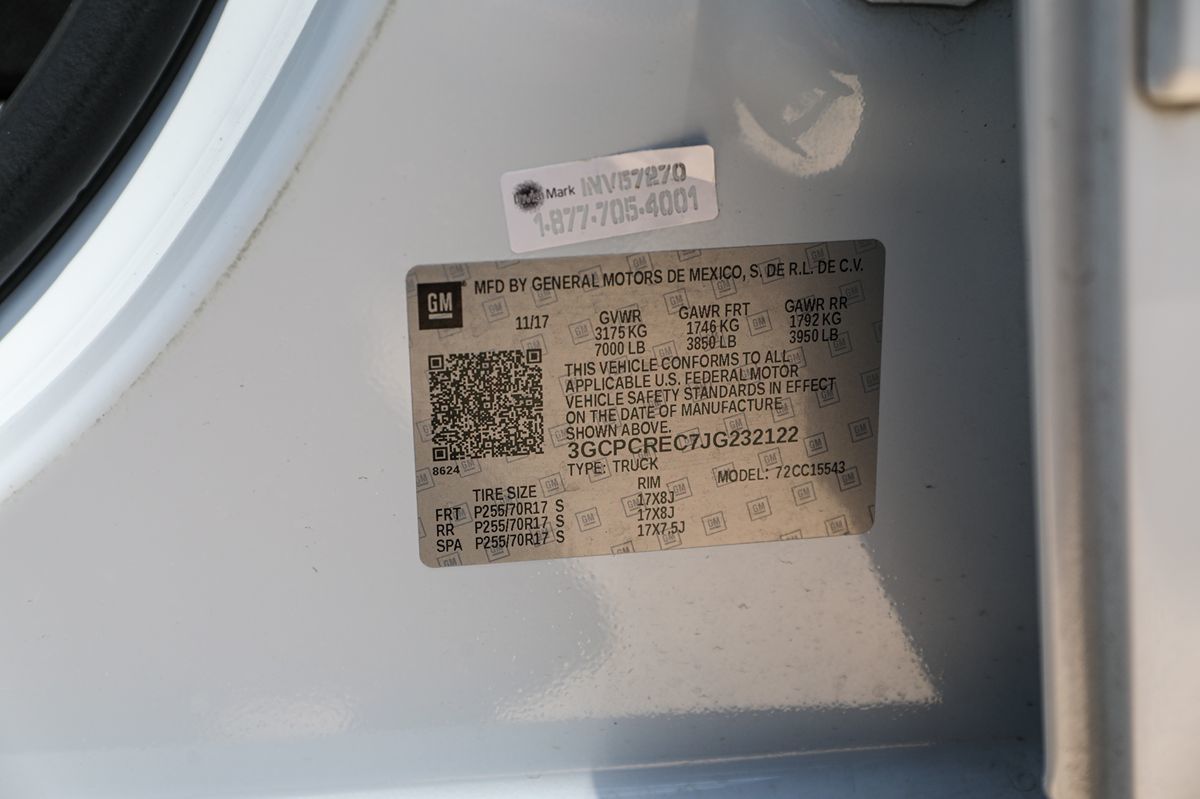 Mark INV57270
1-877-705-4001
MFD BY GENERAL MOTORS DE MEXICO, S. DE R.L. DE C.V.
GM
11/17 GVWR GAWR FRT GAWR RR
3175 KG 1746 KG 1792 KG
7000 LB 3850 LB 3950 LB
THIS VEHICLE CONFORMS TO ALL
APPLICABLE U.S. FEDERAL MOTOR
VEHICLE SAFETY STANDARDS IN EFFECT
ON THE DATE OF MANUFACTURE
SHOWN ABOVE.
3GCPCREC7JG232122
8624
TYPE: TRUCK MODEL: 72CC15543
TIRE SIZE RIM
FRT P255/70R17 S 17X8J
RR P255/70R17 S 17X8J
SPA P255/70R17 S 17X7.5J